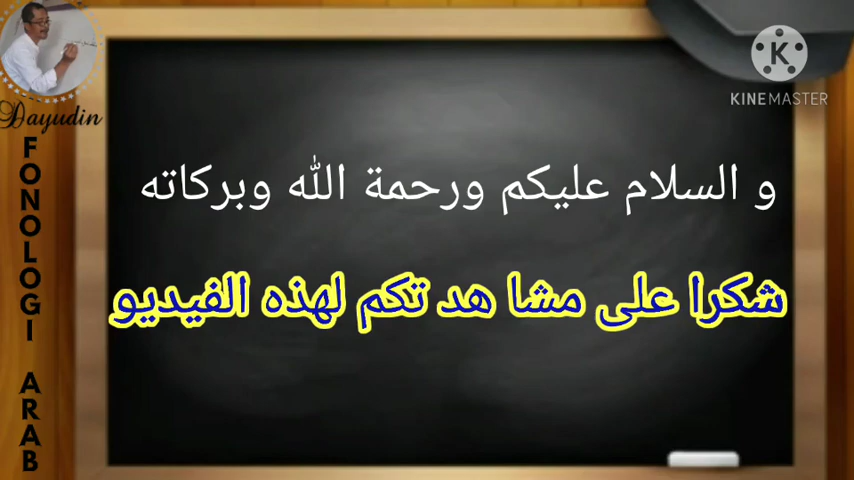 Dayudin
FONOLOGI ARAB
KINEMASTER
و السلام عليكم ورحمة الله وبركاته
شكرا على مشا هد تكم لهذه الفيديو